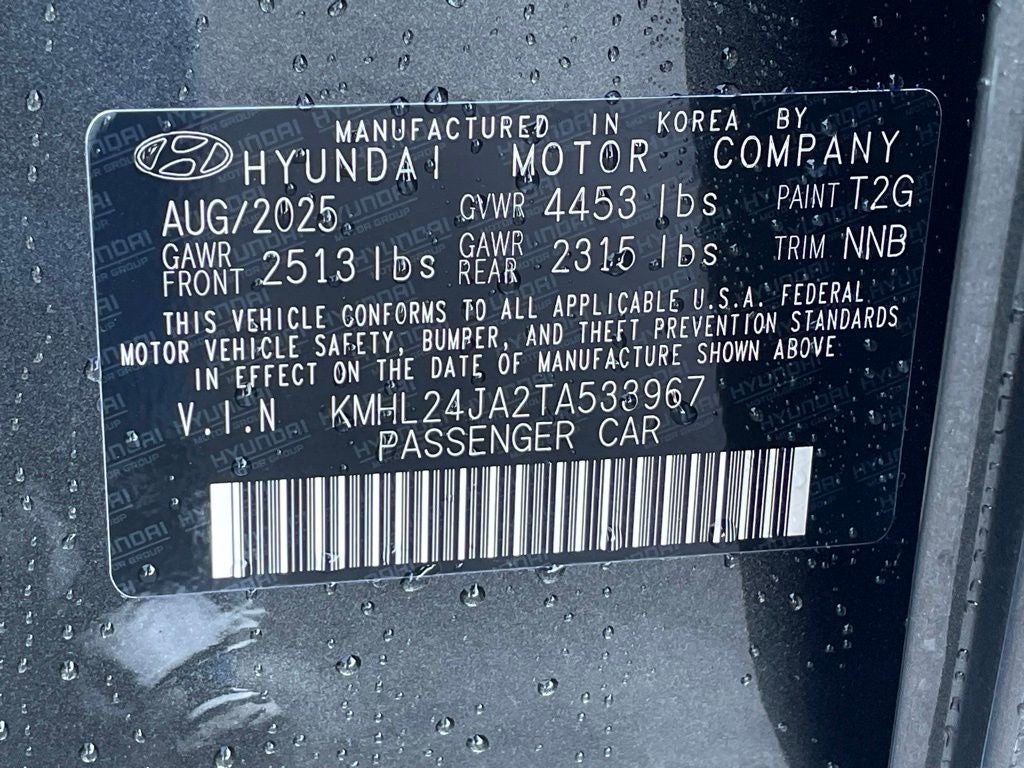 MANUFACTURED IN KOREA BY
HYUNDAI MOTOR COMPANY
AUG/2025 GVWR 4453 lbs PAINT T2G
GAWR FRONT 2513 lbs GAWR REAR 2315 lbs TRIM NNB
THIS VEHICLE CONFORMS TO ALL APPLICABLE U.S.A. FEDERAL
MOTOR VEHICLE SAFETY, BUMPER, AND THEFT PREVENTION STANDARDS
IN EFFECT ON THE DATE OF MANUFACTURE SHOWN ABOVE
V.I.N KMHL24JA2TA533967
PASSENGER CAR